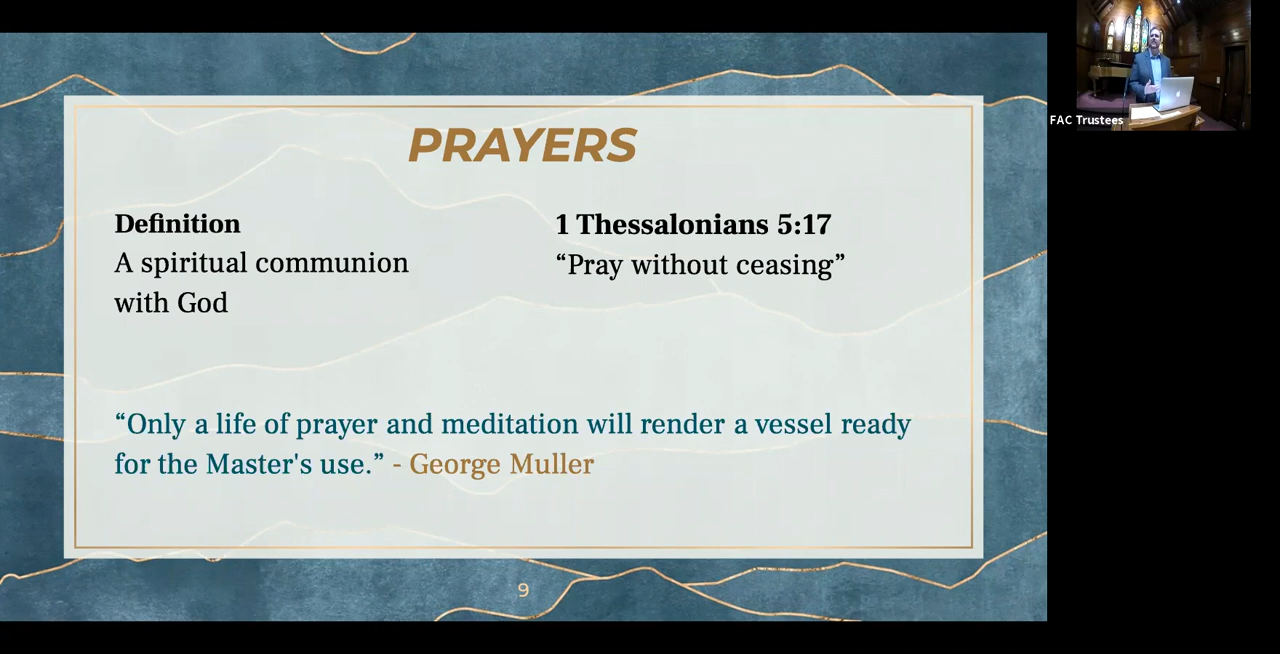 PRAYERS
Definition
A spiritual communion
with God
1 Thessalonians 5:17
“Pray without ceasing”
“Only a life of prayer and meditation will render a vessel ready
for the Master's use.” - George Muller
9
FAC Trustees